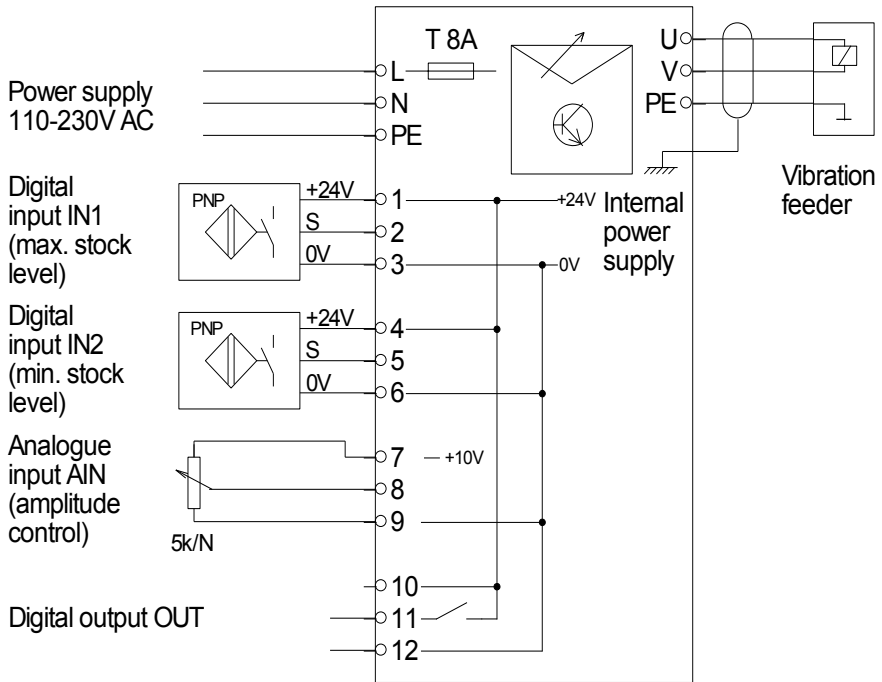 T 8A
U
V
PE
L
N
PE
Power supply
110-230V AC
Vibration
feeder
Digital
input IN1
(max. stock
level)
PNP
+24V
S
0V
1
2
3
+24V
0V
Internal
power
supply
Digital
input IN2
(min. stock
level)
PNP
+24V
S
0V
4
5
6
Analogue
input AIN
(amplitude
control)
5k/N
7
8
9
+10V
10
11
12
Digital output OUT